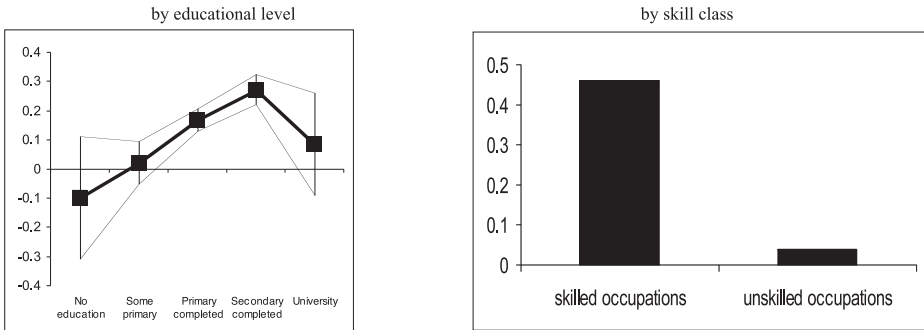 by educational level
0.4
0.3
0.2
0.1
0
-0.1
-0.2
-0.3
-0.4
No education
Some primary
Primary completed
Secondary completed
University
by skill class
0.5
0.4
0.3
0.2
0.1
0
skilled occupations
unskilled occupations